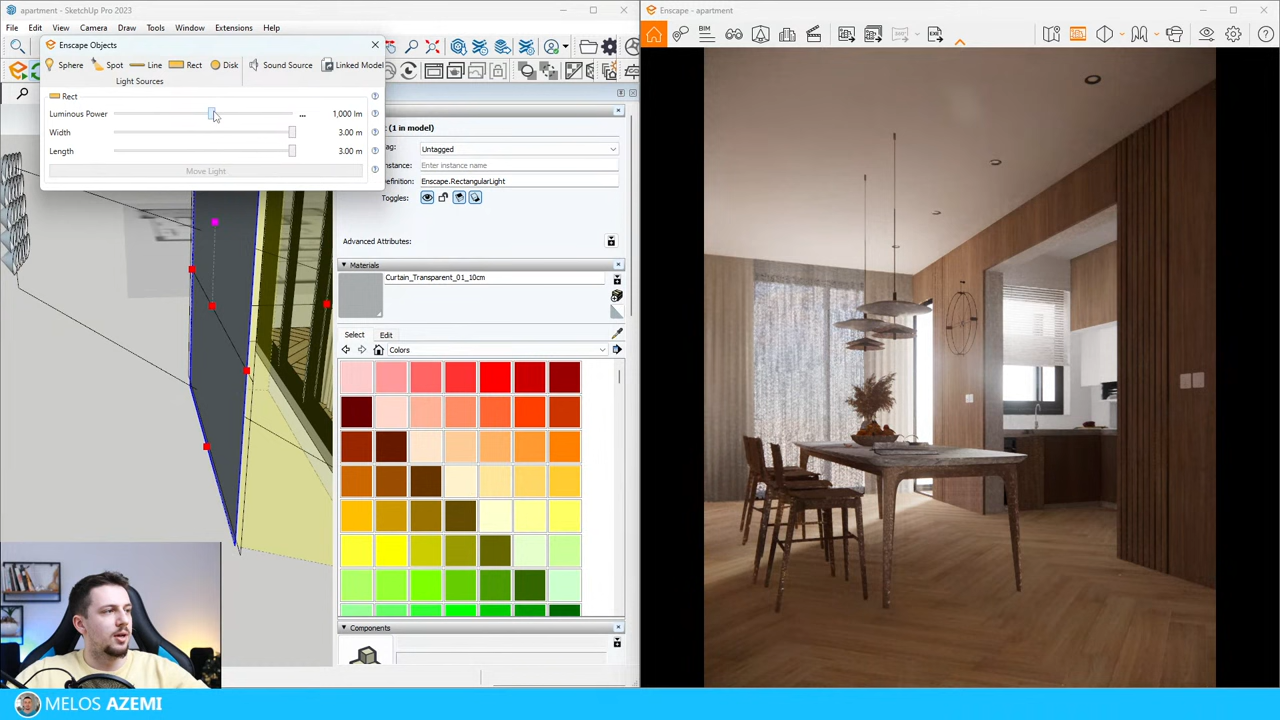 apartment - SketchUp Pro 2023
File Edit View Camera Draw Tools Window Extensions Help
Enscape Objects
Sphere Spot Line Rect Disk Sound Source Linked Model
Light Sources
Rect
Luminous Power ... 1,000 lm
Width 3.00 m
Length 3.00 m
Move Light
(1 in model)
Untagged
Instance: Enter instance name
Definition: Enscape.RectangularLight
Toggles:
Advanced Attributes:
Materials
Curtain_Transparent_01_10cm
Select Edit
Colors
Components
Enscape - apartment
BIM
EXE
MELOS AZEMI